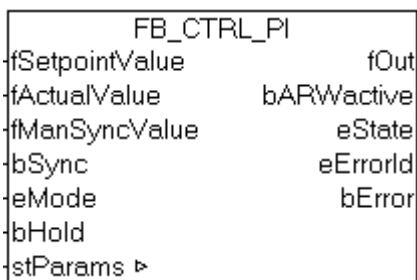 FB_CTRL_PI
fSetpointValue fOut
fActualValue bARWactive
fManSyncValue eState
bSync eErrorId
eMode bError
bHold
stParams ▹